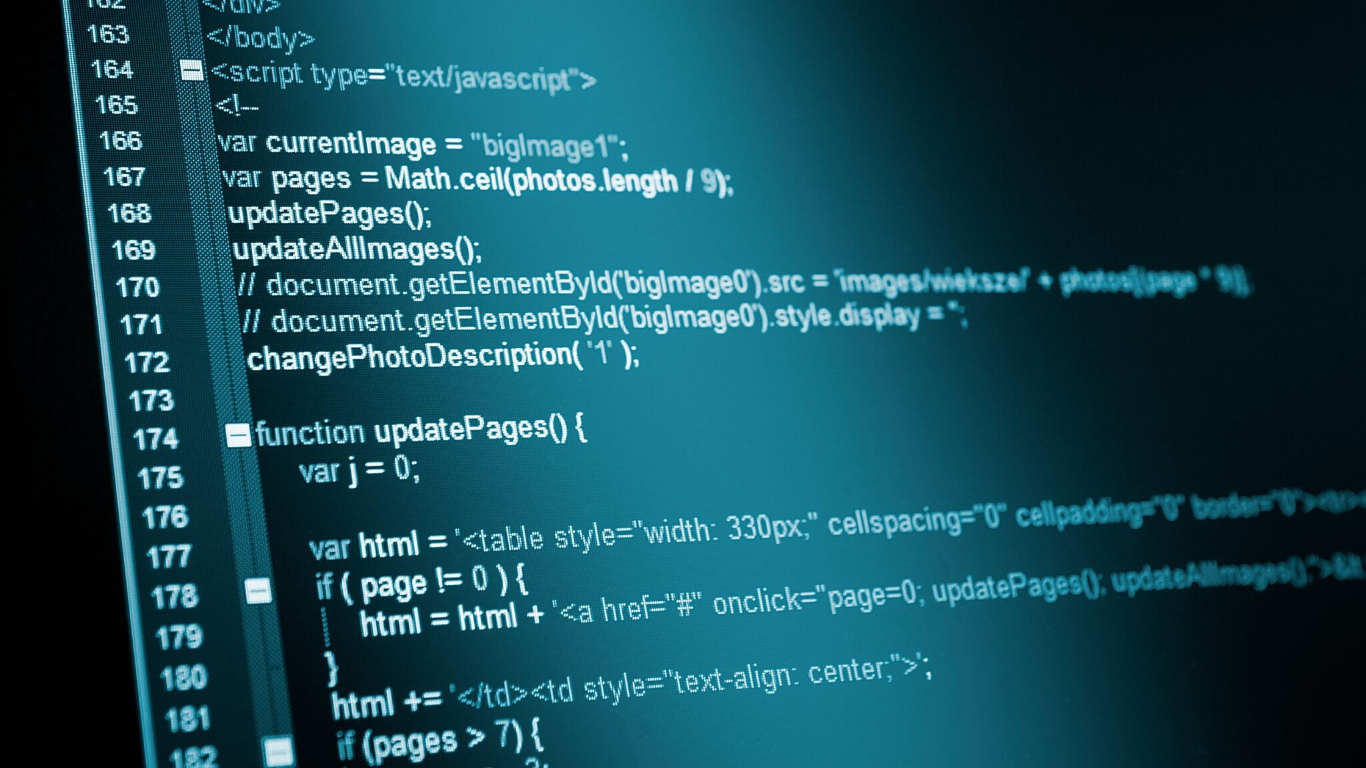 162 </div>
163 </body>
164 <script type="text/javascript">
165 <!--
166 var currentImage = "bigImage1";
167 var pages = Math.ceil(photos.length / 9);
168 updatePages();
169 updateAllImages();
170 // document.getElementById('bigImage0').src = 'images/wieksze/' + photos[(page * 9)];
171 // document.getElementById('bigImage0').style.display = '';
172 changePhotoDescription( '1' );
173
174 function updatePages() {
175 var j = 0;
176
177 var html = '<table style="width: 330px;" cellspacing="0" cellpadding="0" border="0"><tr>
178 if ( page != 0 ) {
179 html = html + '<a href="#" onclick="page=0; updatePages(); updateAllImages();">&lt
180 }
181 html += '</td><td style="text-align: center;">';
182 if (pages > 7) {